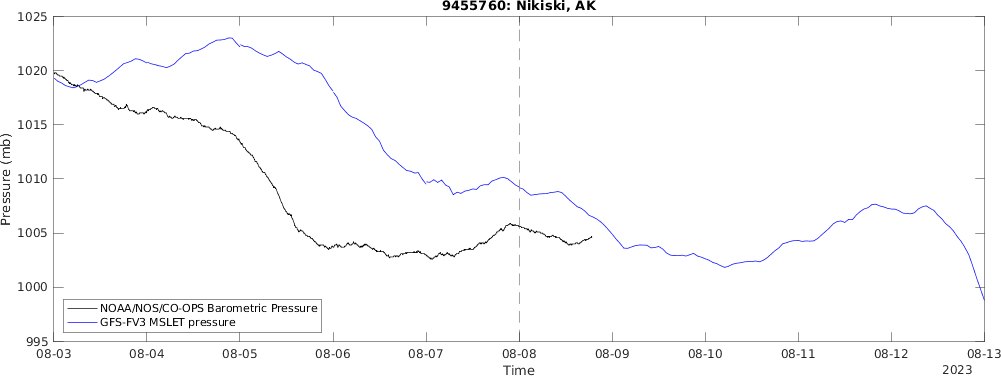 9455760: Nikiski, AK
1025
1020
1015
1010
1005
1000
995
Pressure (mb)
NOAA/NOS/CO-OPS Barometric Pressure
GFS-FV3 MSLET pressure
08-03 08-04 08-05 08-06 08-07 08-08 08-09 08-10 08-11 08-12 08-13
Time
2023